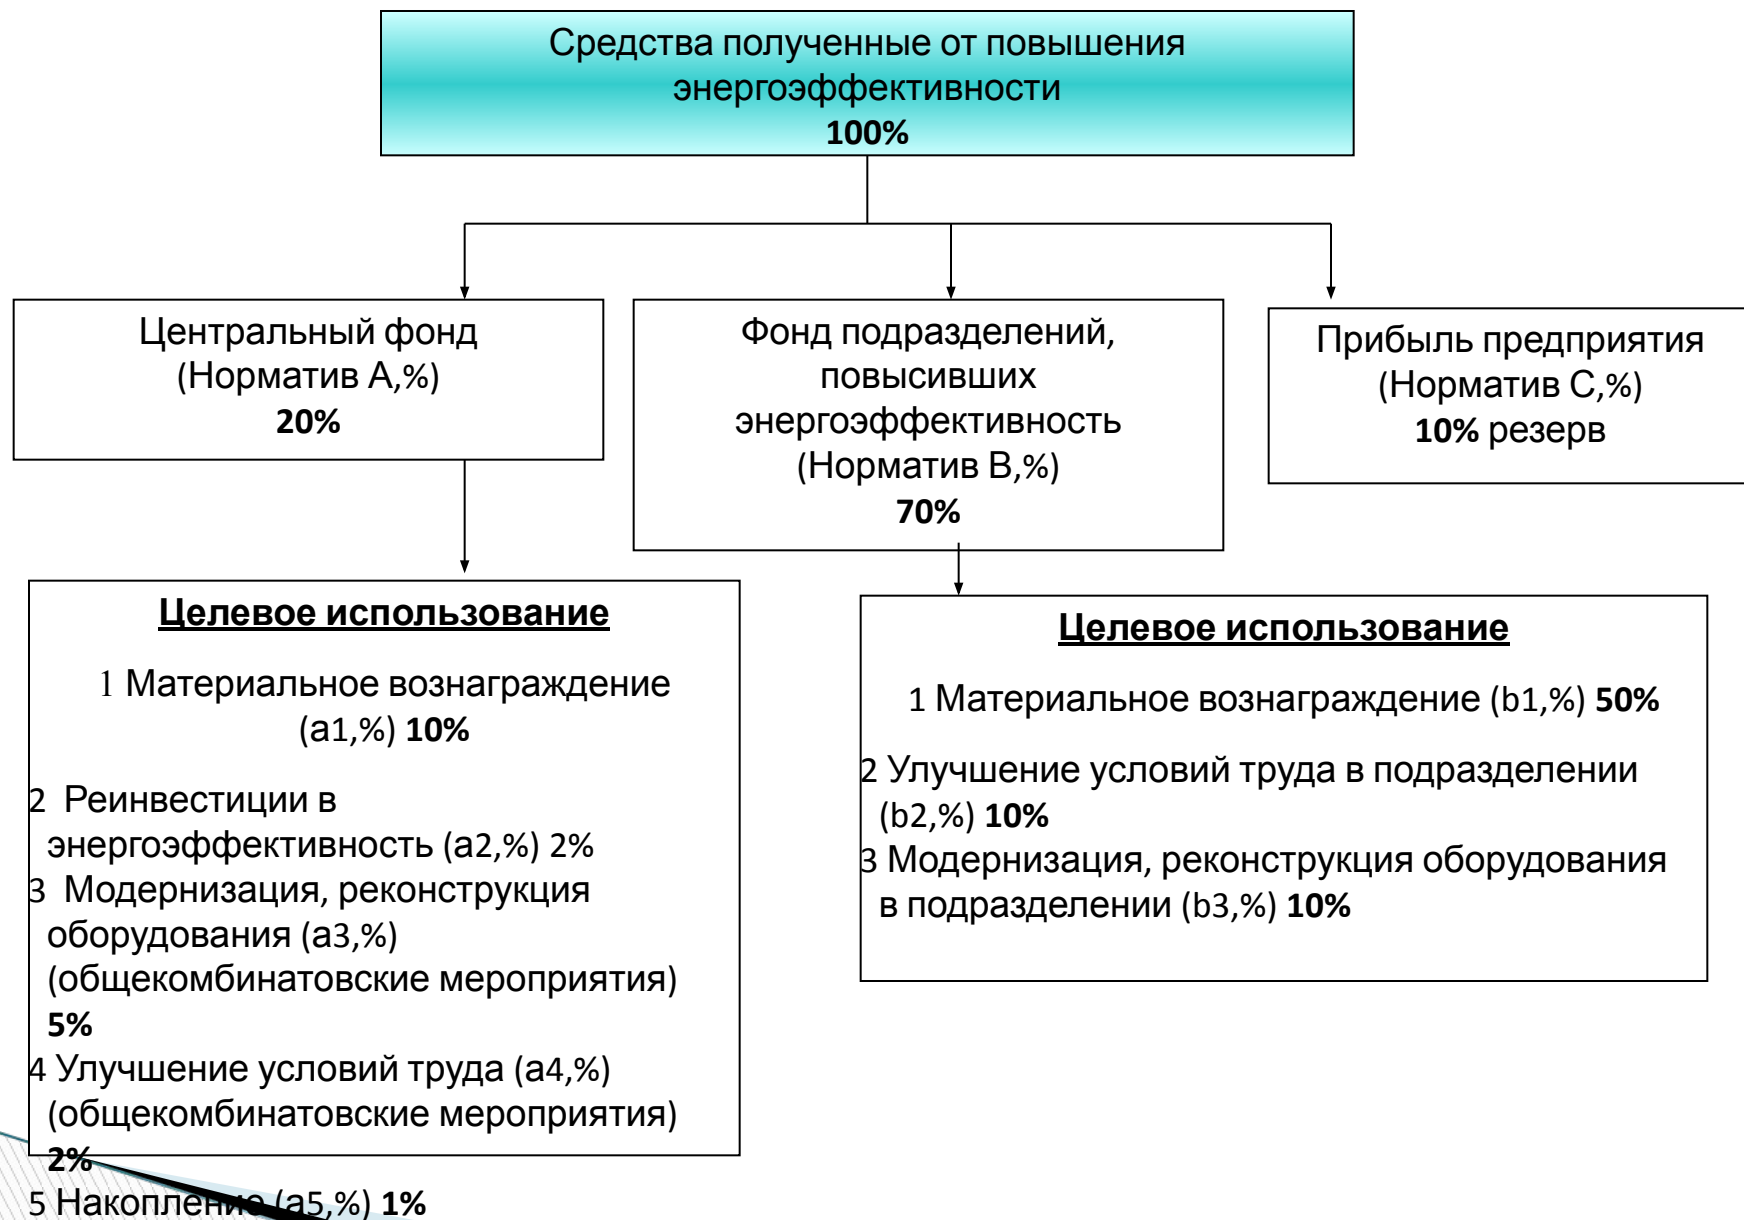 Средства полученные от повышения
энергоэффективности
100%
Центральный фонд
(Норматив А,%)
20%
Фонд подразделений,
повысивших
энергоэффективность
(Норматив В,%)
70%
Прибыль предприятия
(Норматив С,%)
10% резерв
Целевое использование
1 Материальное вознаграждение
(а1,%) 10%
2 Реинвестиции в
энергоэффективность (а2,%) 2%
3 Модернизация, реконструкция
оборудования (а3,%)
(общекомбинатовские мероприятия)
5%
4 Улучшение условий труда (а4,%)
(общекомбинатовские мероприятия)
2%
5 Накопление (а5,%) 1%
Целевое использование
1 Материальное вознаграждение (b1,%) 50%
2 Улучшение условий труда в подразделении
(b2,%) 10%
3 Модернизация, реконструкция оборудования
в подразделении (b3,%) 10%